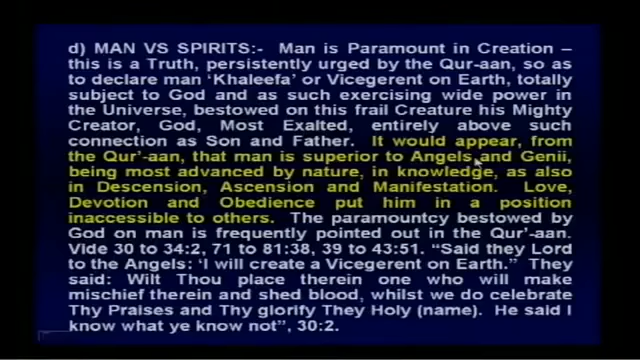 d) MAN VS SPIRITS:- Man is Paramount in Creation –
this is a Truth, persistently urged by the Qur-aan, so as
to declare man 'Khaleefa' or Vicegerent on Earth, totally
subject to God and as such exercising wide power in
the Universe, bestowed on this frail Creature his Mighty
Creator, God, Most Exalted, entirely above such
connection as Son and Father. It would appear, from
the Qur'-aan, that man is superior to Angels and Genii,
being most advanced by nature, in knowledge, as also
in Descension, Ascension and Manifestation. Love,
Devotion and Obedience put him in a position
inaccessible to others. The paramountcy bestowed by
God on man is frequently pointed out in the Qur'-aan.
Vide 30 to 34:2, 71 to 81:38, 39 to 43:51. "Said they Lord
to the Angels: 'I will create a Vicegerent on Earth." They
said: Wilt Thou place therein one who will make
mischief therein and shed blood, whilst we do celebrate
Thy Praises and Thy glorify They Holy (name). He said I
know what ye know not", 30:2.